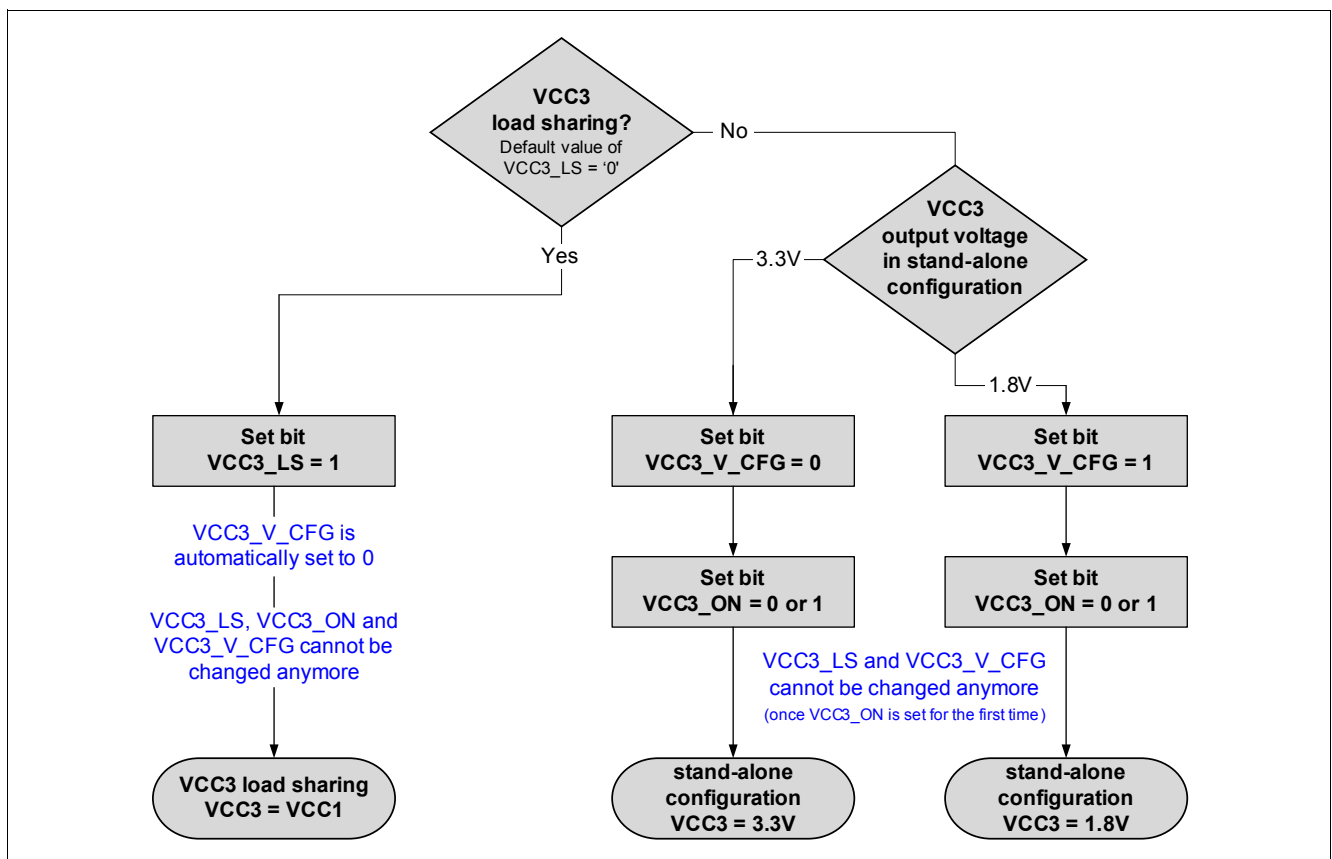 VCC3
load sharing?
Default value of
VCC3_LS = ‘0'
No
Yes
VCC3
output voltage
in stand-alone
configuration
3.3V
1.8V
Set bit
VCC3_LS = 1
VCC3_V_CFG is
automatically set to 0
VCC3_LS, VCC3_ON and
VCC3_V_CFG cannot be
changed anymore
VCC3 load sharing
VCC3 = VCC1
Set bit
VCC3_V_CFG = 0
Set bit
VCC3_ON = 0 or 1
Set bit
VCC3_V_CFG = 1
Set bit
VCC3_ON = 0 or 1
VCC3_LS and VCC3_V_CFG
cannot be changed anymore
(once VCC3_ON is set for the first time)
stand-alone
configuration
VCC3 = 3.3V
stand-alone
configuration
VCC3 = 1.8V